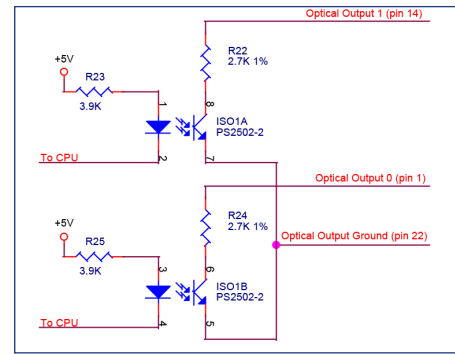 Optical Output 1 (pin 14)
R22
2.7K 1%
+5V
R23
3.9K
1
8
ISO1A
PS2502-2
2
7
To CPU
Optical Output 0 (pin 1)
R24
2.7K 1%
Optical Output Ground (pin 22)
+5V
R25
3.9K
3
6
ISO1B
PS2502-2
4
5
To CPU